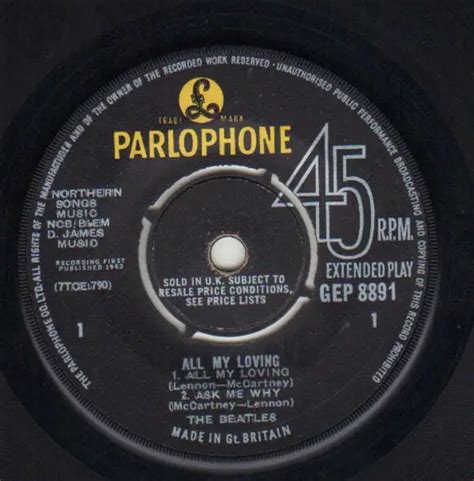 THE PARLOPHONE CO.LTD.-ALL RIGHTS OF THE MANUFACTURER AND OF THE OWNER OF THE RECORDED WORK RESERVED - UNAUTHORISED PUBLIC PERFORMANCE BROADCASTING AND COPYING OF THIS RECORD PROHIBITED
TRADE MARK
PARLOPHONE
45
R.P.M.
EXTENDED PLAY
GEP 8891
NORTHERN
SONGS
MUSIC
NCB/BIEM
D. JAMES
MUSIC
RECORDING FIRST
PUBLISHED 1963
(7TCE.790)
SOLD IN U.K. SUBJECT TO
RESALE PRICE CONDITIONS,
SEE PRICE LISTS
1
1
ALL MY LOVING
1. ALL MY LOVING
(Lennon-McCartney)
2. ASK ME WHY
(McCartney-Lennon)
THE BEATLES
MADE IN Gt. BRITAIN